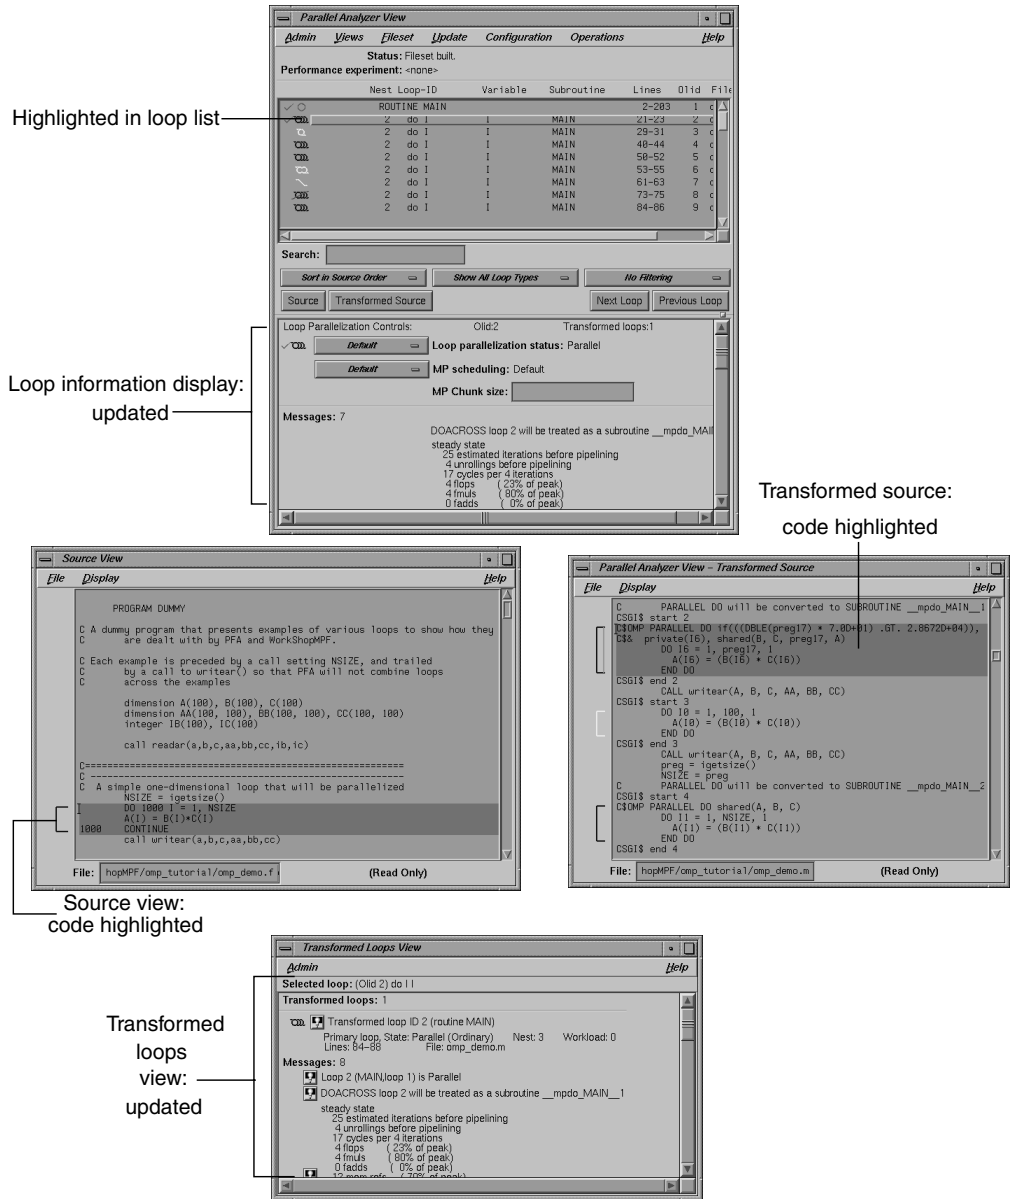 Parallel Analyzer View
Admin Views Fileset Update Configuration Operations Help
Status: Fileset built.
Performance experiment: <none>
Nest Loop-ID Variable Subroutine Lines Olid File
ROUTINE MAIN 2-203 1 c
Highlighted in loop list
2 do I I MAIN 21-23 2 c
2 do I I MAIN 29-31 3 c
2 do I I MAIN 40-44 4 c
2 do I I MAIN 50-52 5 c
2 do I I MAIN 53-55 6 c
2 do I I MAIN 61-63 7 c
2 do I I MAIN 73-75 8 c
2 do I I MAIN 84-86 9 c
Search:
Sort in Source Order Show All Loop Types No Filtering
Source Transformed Source Next Loop Previous Loop
Loop Parallelization Controls: Olid:2 Transformed loops:1
Default Loop parallelization status: Parallel
Default MP scheduling: Default
MP Chunk size:
Loop information display:
updated
Messages: 7
DOACROSS loop 2 will be treated as a subroutine __mpdo_MAI
steady state
25 estimated iterations before pipelining
4 unrollings before pipelining
17 cycles per 4 iterations
4 flops ( 23% of peak)
4 fmuls ( 80% of peak)
0 fadds ( 0% of peak)
Transformed source:
code highlighted
Source View
File Display Help
PROGRAM DUMMY
C A dummy program that presents examples of various loops to show how they
C are dealt with by PFA and WorkShopMPF.
C Each example is preceded by a call setting NSIZE, and trailed
C by a call to writear() so that PFA will not combine loops
C across the examples
dimension A(100), B(100), C(100)
dimension AA(100, 100), BB(100, 100), CC(100, 100)
integer IB(100), IC(100)
call readar(a,b,c,aa,bb,cc,ib,ic)
C=====================================================
C -----------------------------------------------------
C A simple one-dimensional loop that will be parallelized
NSIZE = igetsize()
DO 1000 I = 1, NSIZE
A(I) = B(I)*C(I)
1000 CONTINUE
call writear(a,b,c,aa,bb,cc)
File: hopMPF/omp_tutorial/omp_demo.f (Read Only)
Source view:
code highlighted
Parallel Analyzer View – Transformed Source
File Display Help
C PARALLEL DO will be converted to SUBROUTINE __mpdo_MAIN__1
CSGI$ start 2
C$OMP PARALLEL DO if(((DBLE(preg17) * 7.0D+01) .GT. 2.8672D+04)),
C$& private(I6), shared(B, C, preg17, A)
DO I6 = 1, preg17, 1
A(I6) = (B(I6) * C(I6))
END DO
CSGI$ end 2
CALL writear(A, B, C, AA, BB, CC)
CSGI$ start 3
DO I0 = 1, 100, 1
A(I0) = (B(I0) * C(I0))
END DO
CSGI$ end 3
CALL writear(A, B, C, AA, BB, CC)
preg = igetsize()
NSIZE = preg
C PARALLEL DO will be converted to SUBROUTINE __mpdo_MAIN__2
CSGI$ start 4
C$OMP PARALLEL DO shared(A, B, C)
DO I1 = 1, NSIZE, 1
A(I1) = (B(I1) * C(I1))
END DO
CSGI$ end 4
File: hopMPF/omp_tutorial/omp_demo.m (Read Only)
Transformed Loops View
Admin Help
Selected loop: (Olid 2) do I I
Transformed loops: 1
Transformed loop ID 2 (routine MAIN)
Primary loop, State: Parallel (Ordinary) Nest: 3 Workload: 0
Lines: 84-88 File: omp_demo.m
Transformed
loops
view:
updated
Messages: 8
Loop 2 (MAIN,loop 1) is Parallel
DOACROSS loop 2 will be treated as a subroutine __mpdo_MAIN__1
steady state
25 estimated iterations before pipelining
4 unrollings before pipelining
17 cycles per 4 iterations
4 flops ( 23% of peak)
4 fmuls ( 80% of peak)
0 fadds ( 0% of peak)
12 mem refs ( 70% of peak)